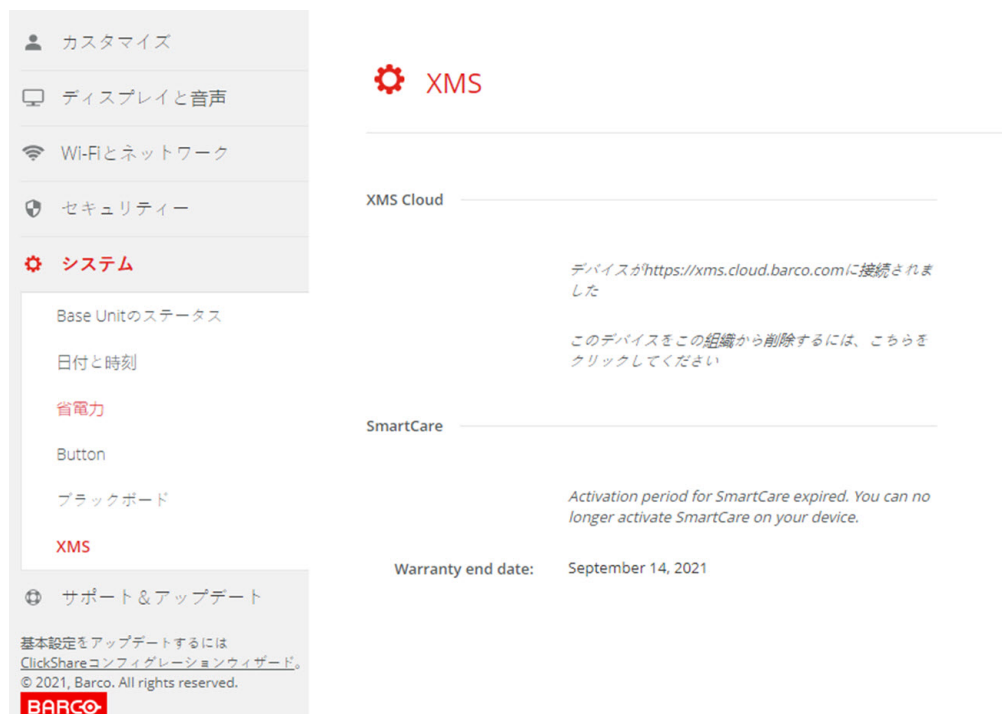 カスタマイズ
ディスプレイと音声
Wi-Fiとネットワーク
セキュリティー
システム
Base Unitのステータス
日付と時刻
省電力
Button
ブラックボード
XMS
サポート＆アップデート
基本設定をアップデートするには
ClickShareコンフィグレーションウィザード。
© 2021, Barco. All rights reserved.
BARCO
XMS
XMS Cloud
デバイスがhttps://xms.cloud.barco.comに接続されま
した
このデバイスをこの組織から削除するには、こちらを
クリックしてください
SmartCare
Activation period for SmartCare expired. You can no
longer activate SmartCare on your device.
Warranty end date: September 14, 2021